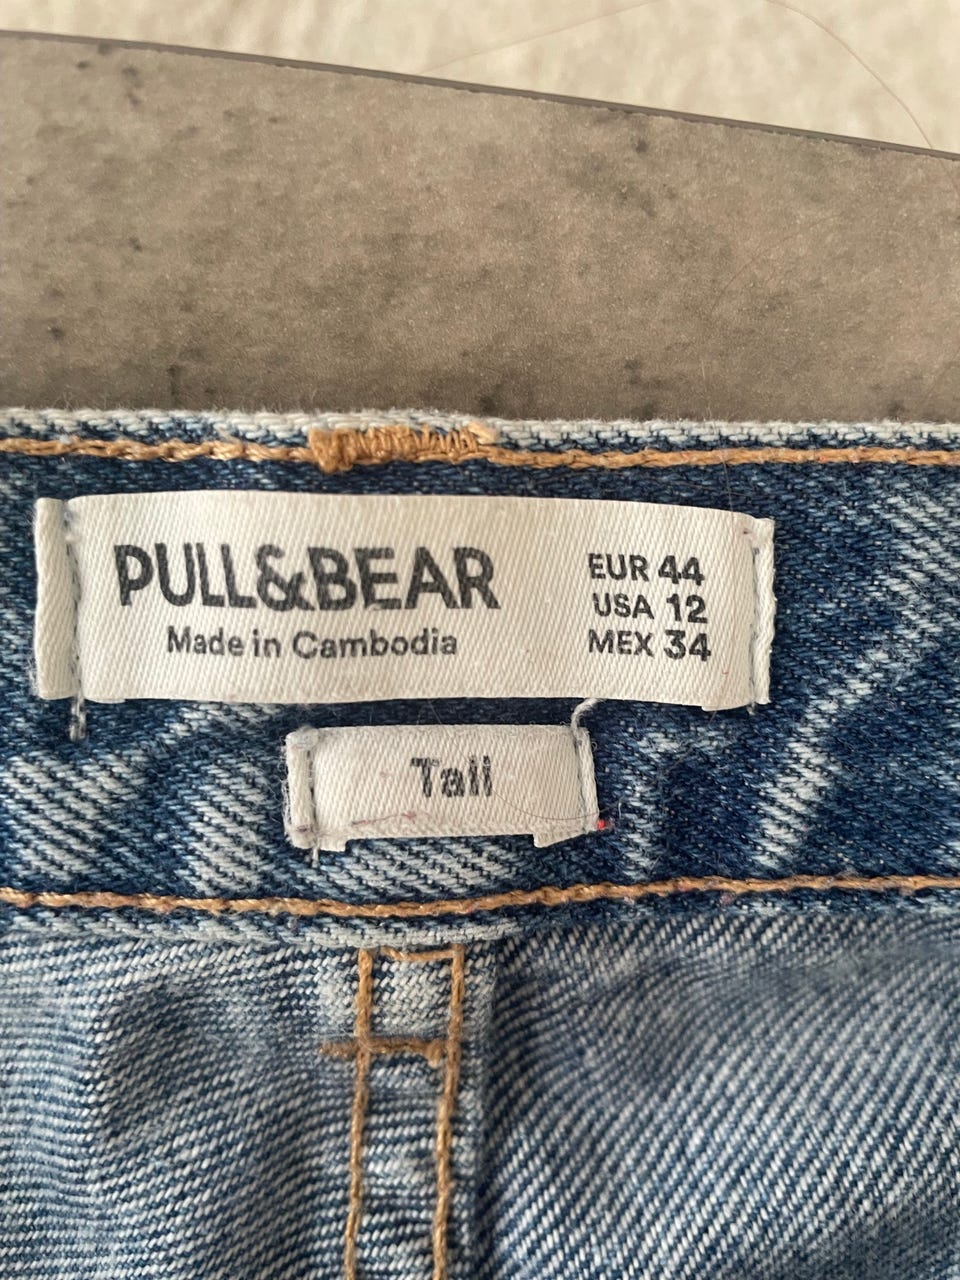 PULL&BEAR
Made in Cambodia
EUR 44
USA 12
MEX 34
Tall